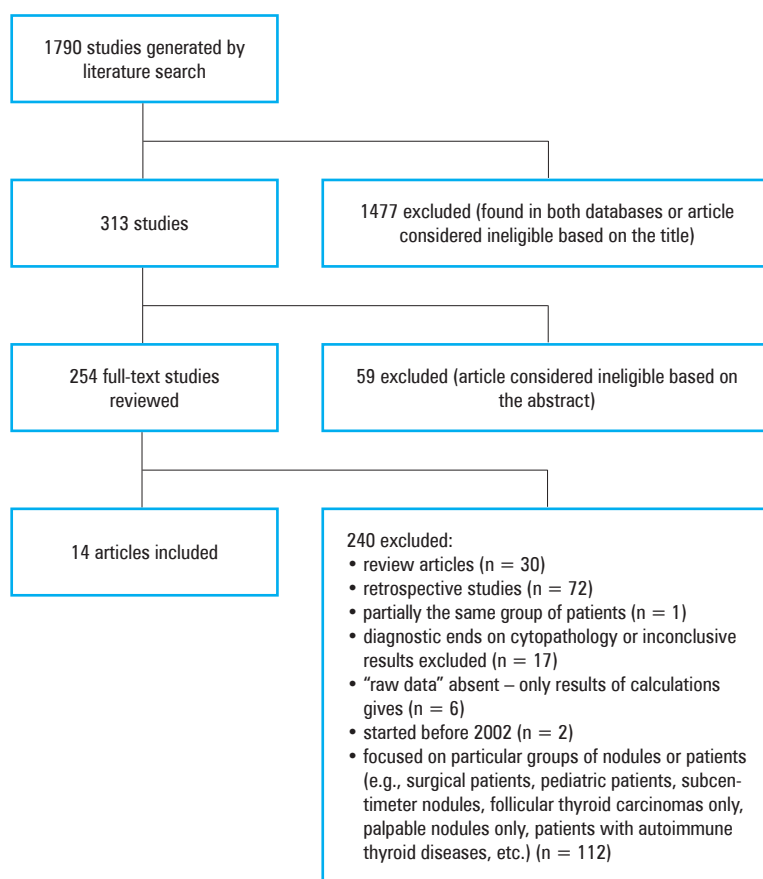 1790 studies generated by
literature search
313 studies
1477 excluded (found in both databases or article
considered ineligible based on the title)
254 full-text studies
reviewed
59 excluded (article considered ineligible based on
the abstract)
14 articles included
240 excluded:
• review articles (n = 30)
• retrospective studies (n = 72)
• partially the same group of patients (n = 1)
• diagnostic ends on cytopathology or inconclusive
results excluded (n = 17)
• “raw data” absent – only results of calculations
gives (n = 6)
• started before 2002 (n = 2)
• focused on particular groups of nodules or patients
(e.g., surgical patients, pediatric patients, subcen-
timeter nodules, follicular thyroid carcinomas only,
palpable nodules only, patients with autoimmune
thyroid diseases, etc.) (n = 112)